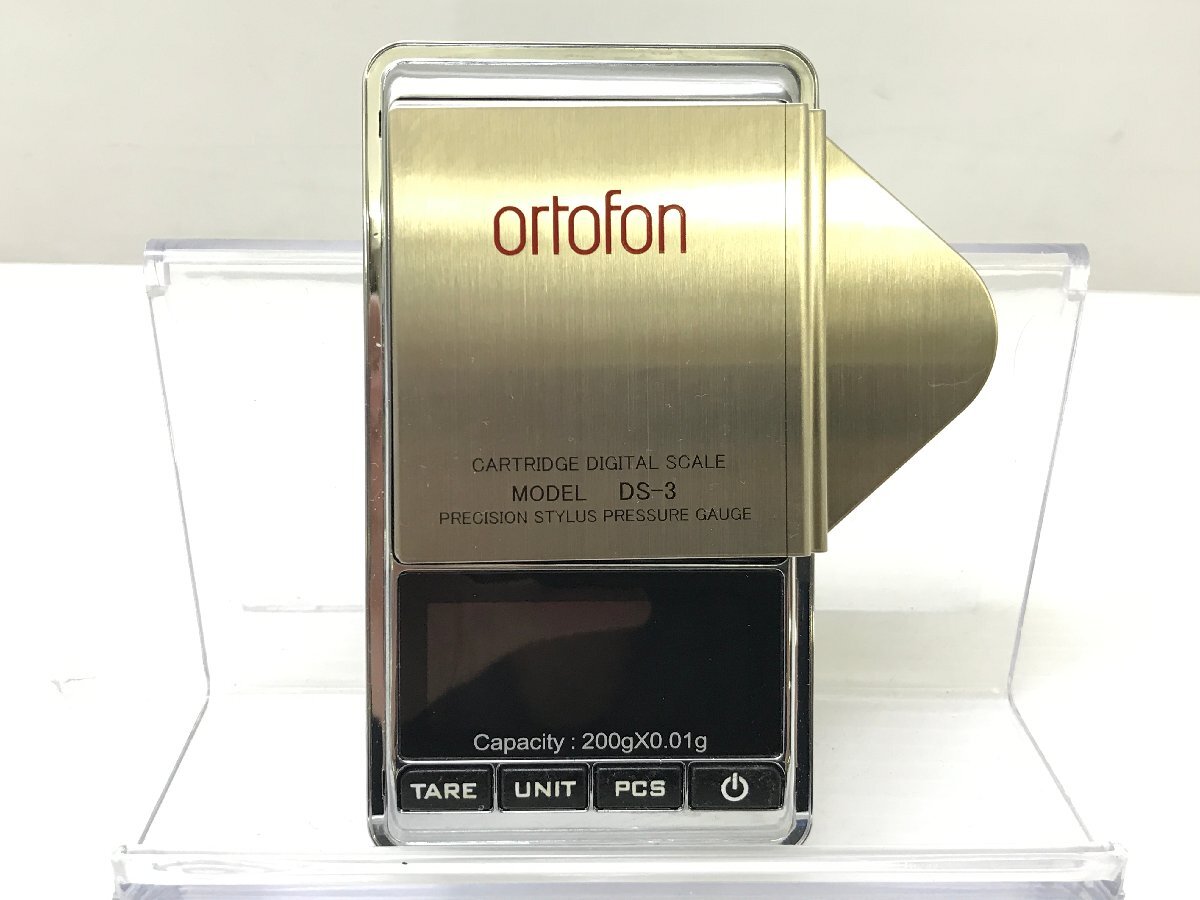 ortofon
CARTRIDGE DIGITAL SCALE
MODEL DS-3
PRECISION STYLUS PRESSURE GAUGE
Capacity : 200gX0.01g
TARE UNIT PCS